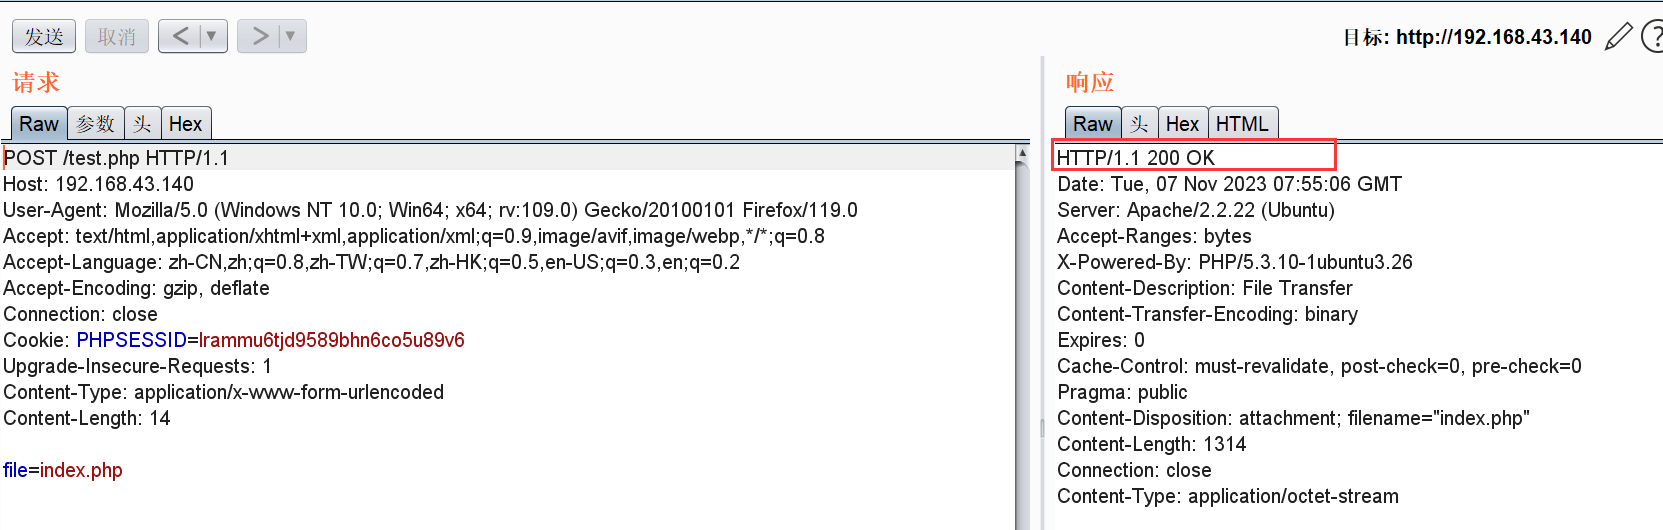 发送 取消 < ▼ > ▼ 目标: http://192.168.43.140 ?
请求
Raw 参数 头 Hex
POST /test.php HTTP/1.1
Host: 192.168.43.140
User-Agent: Mozilla/5.0 (Windows NT 10.0; Win64; x64; rv:109.0) Gecko/20100101 Firefox/119.0
Accept: text/html,application/xhtml+xml,application/xml;q=0.9,image/avif,image/webp,*/*;q=0.8
Accept-Language: zh-CN,zh;q=0.8,zh-TW;q=0.7,zh-HK;q=0.5,en-US;q=0.3,en;q=0.2
Accept-Encoding: gzip, deflate
Connection: close
Cookie: PHPSESSID=lrammu6tjd9589bhn6co5u89v6
Upgrade-Insecure-Requests: 1
Content-Type: application/x-www-form-urlencoded
Content-Length: 14
file=index.php
响应
Raw 头 Hex HTML
HTTP/1.1 200 OK
Date: Tue, 07 Nov 2023 07:55:06 GMT
Server: Apache/2.2.22 (Ubuntu)
Accept-Ranges: bytes
X-Powered-By: PHP/5.3.10-1ubuntu3.26
Content-Description: File Transfer
Content-Transfer-Encoding: binary
Expires: 0
Cache-Control: must-revalidate, post-check=0, pre-check=0
Pragma: public
Content-Disposition: attachment; filename="index.php"
Content-Length: 1314
Connection: close
Content-Type: application/octet-stream